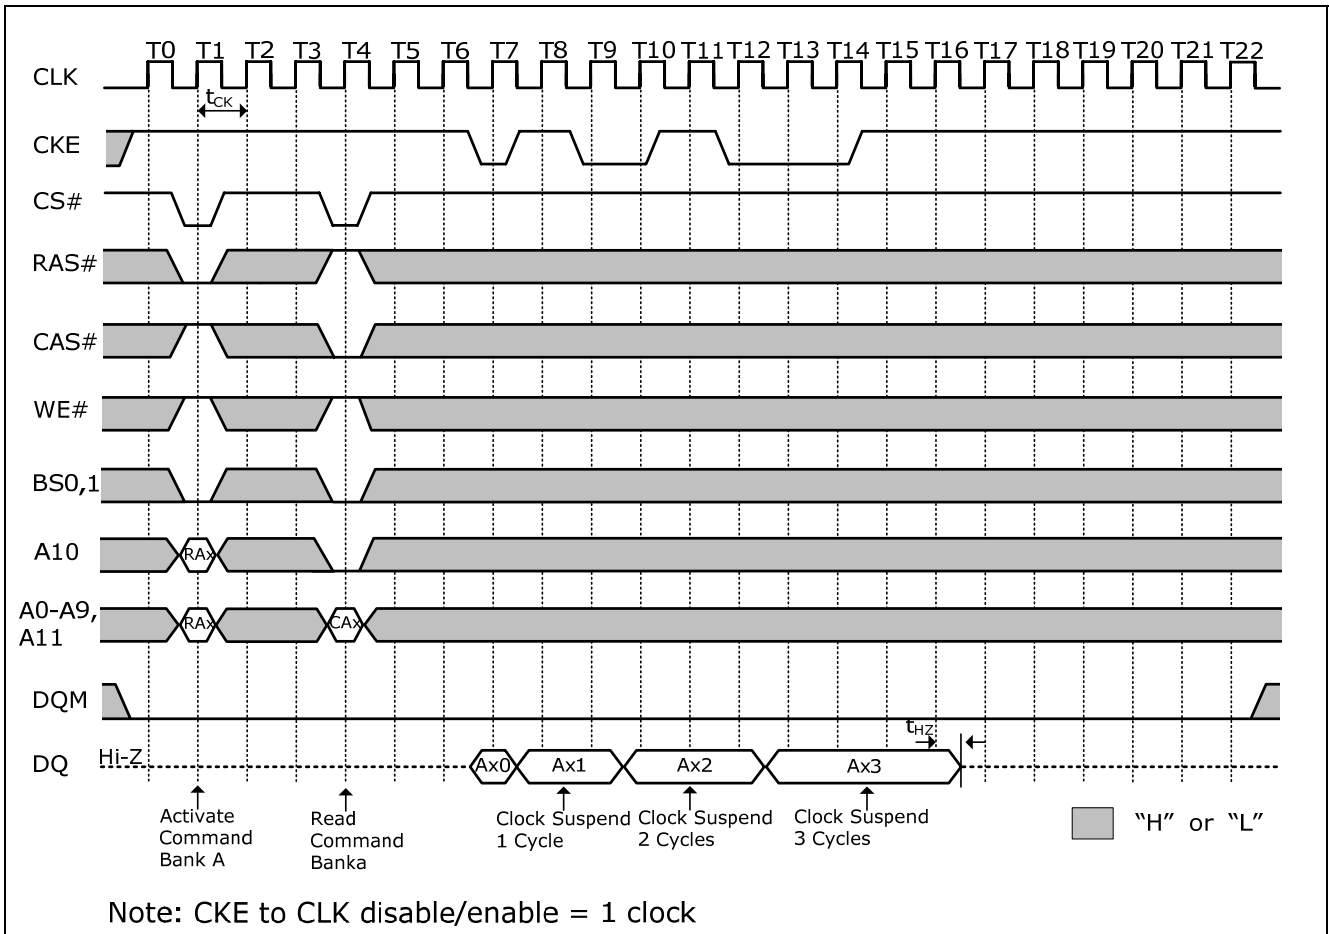 T0 T1 T2 T3 T4 T5 T6 T7 T8 T9 T10 T11 T12 T13 T14 T15 T16 T17 T18 T19 T20 T21 T22
CLK
tCK
CKE
CS#
RAS#
CAS#
WE#
BS0,1
A10
RAx
A0-A9,
A11
RAx
CAx
DQM
tHZ
DQ
Hi-Z
Ax0
Ax1
Ax2
Ax3
Activate
Command
Bank A
Read
Command
Banka
Clock Suspend
1 Cycle
Clock Suspend
2 Cycles
Clock Suspend
3 Cycles
“H” or “L”
Note: CKE to CLK disable/enable = 1 clock